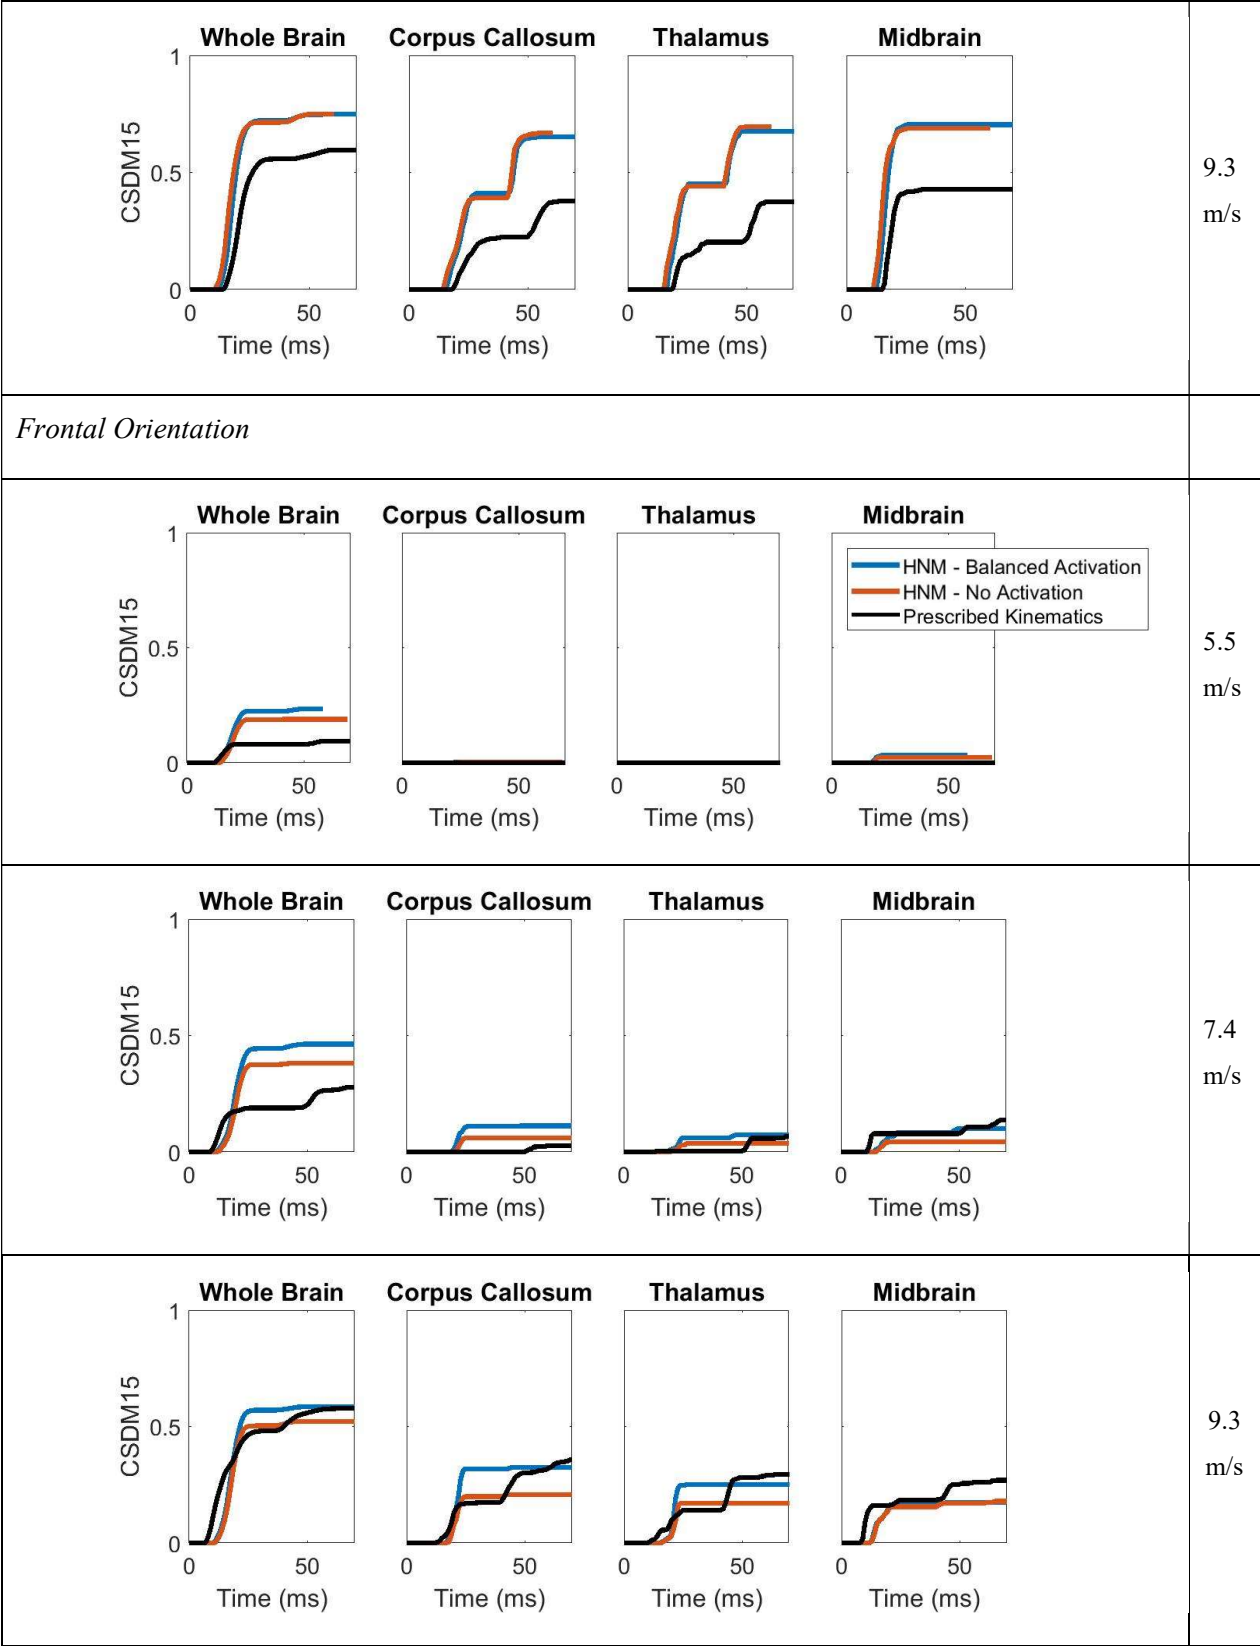 Whole Brain Corpus Callosum Thalamus Midbrain
1
0.5
0
CSDM15
0 50 0 50 0 50 0 50
Time (ms) Time (ms) Time (ms) Time (ms)
9.3
m/s
Frontal Orientation
Whole Brain Corpus Callosum Thalamus Midbrain
1
0.5
0
CSDM15
HNM - Balanced Activation
HNM - No Activation
Prescribed Kinematics
0 50 0 50 0 50 0 50
Time (ms) Time (ms) Time (ms) Time (ms)
5.5
m/s
Whole Brain Corpus Callosum Thalamus Midbrain
1
0.5
0
CSDM15
0 50 0 50 0 50 0 50
Time (ms) Time (ms) Time (ms) Time (ms)
7.4
m/s
Whole Brain Corpus Callosum Thalamus Midbrain
1
0.5
0
CSDM15
0 50 0 50 0 50 0 50
Time (ms) Time (ms) Time (ms) Time (ms)
9.3
m/s